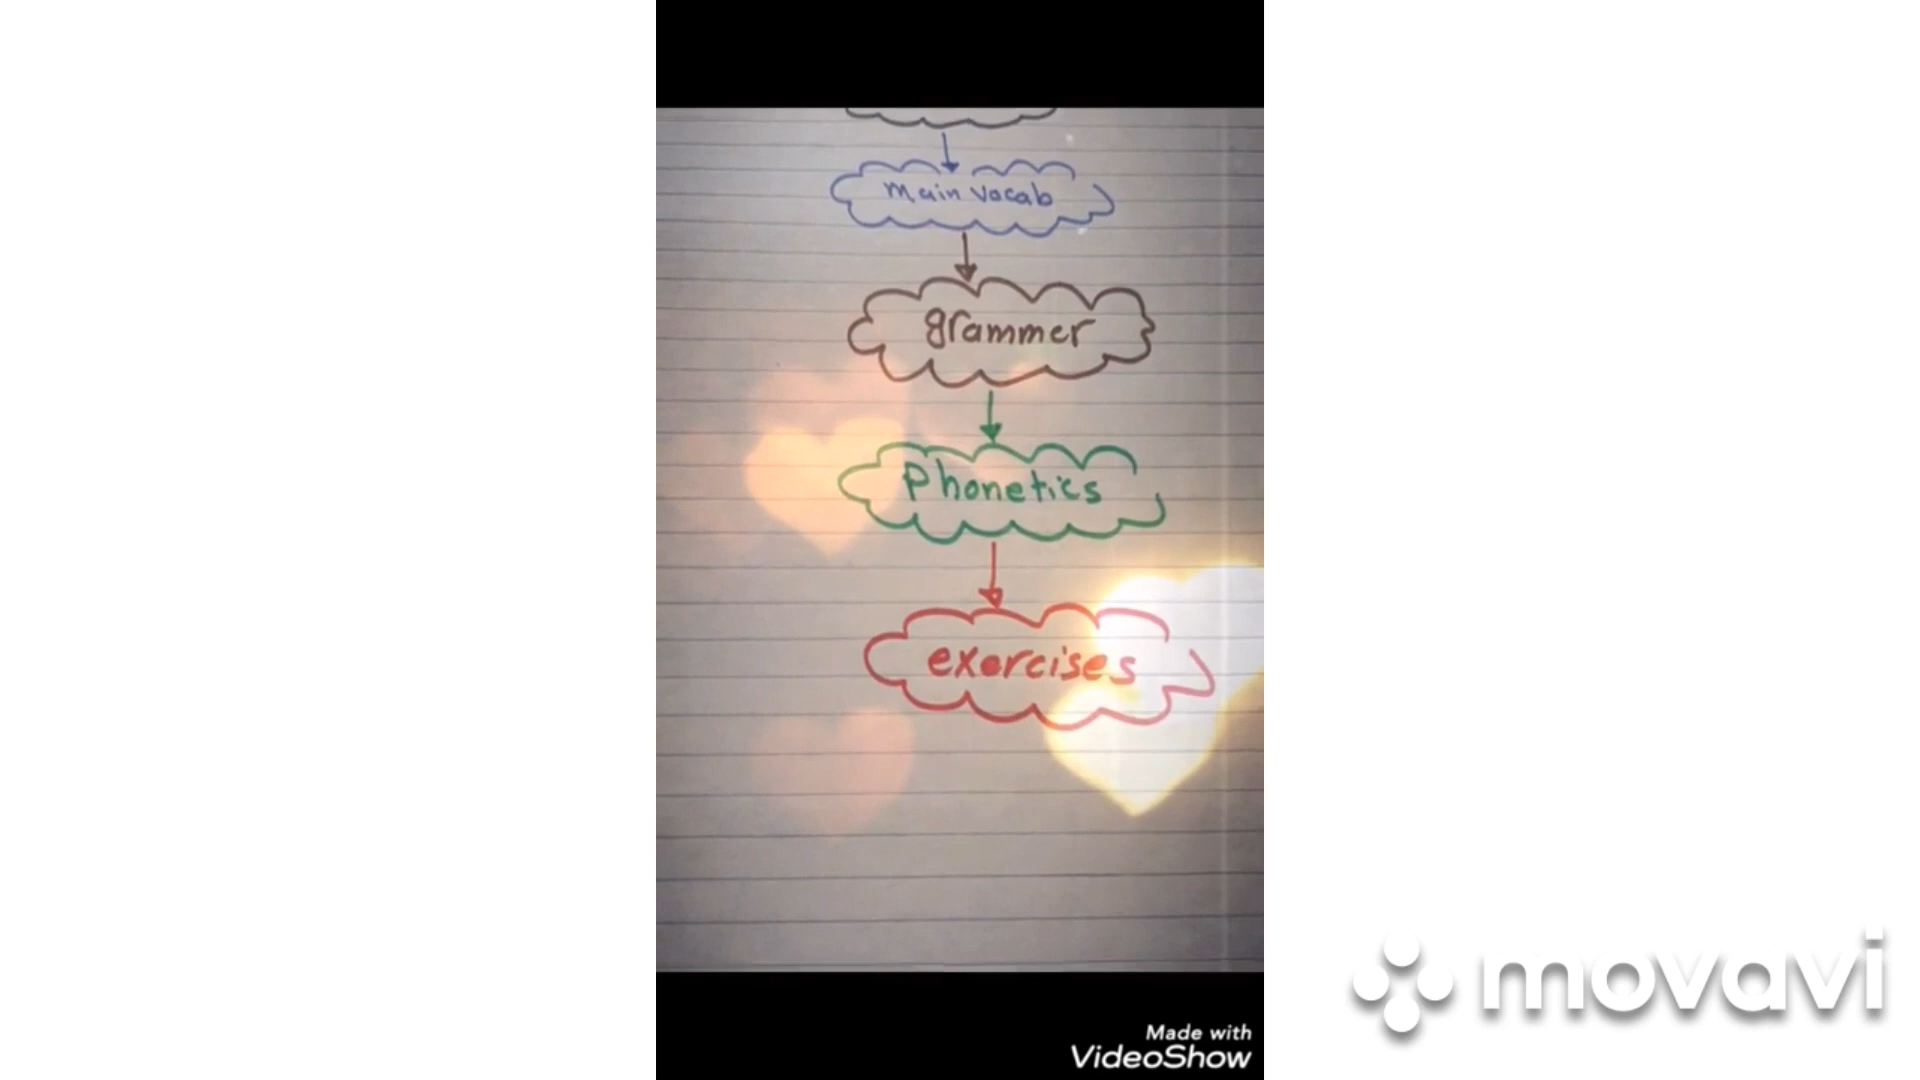 main vocab
grammer
Phonetics
exercises
Made with
VideoShow
movavi